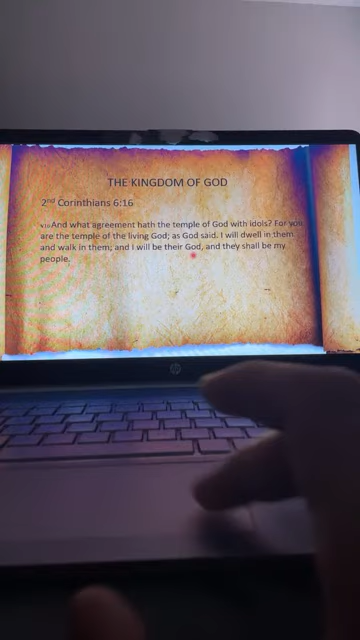 THE KINGDOM OF GOD
2nd Corinthians 6:16
V16And what agreement hath the temple of God with idols? For you
are the temple of the living God; as God said. I will dwell in them
and walk in them; and I will be their God, and they shall be my
people.
hp